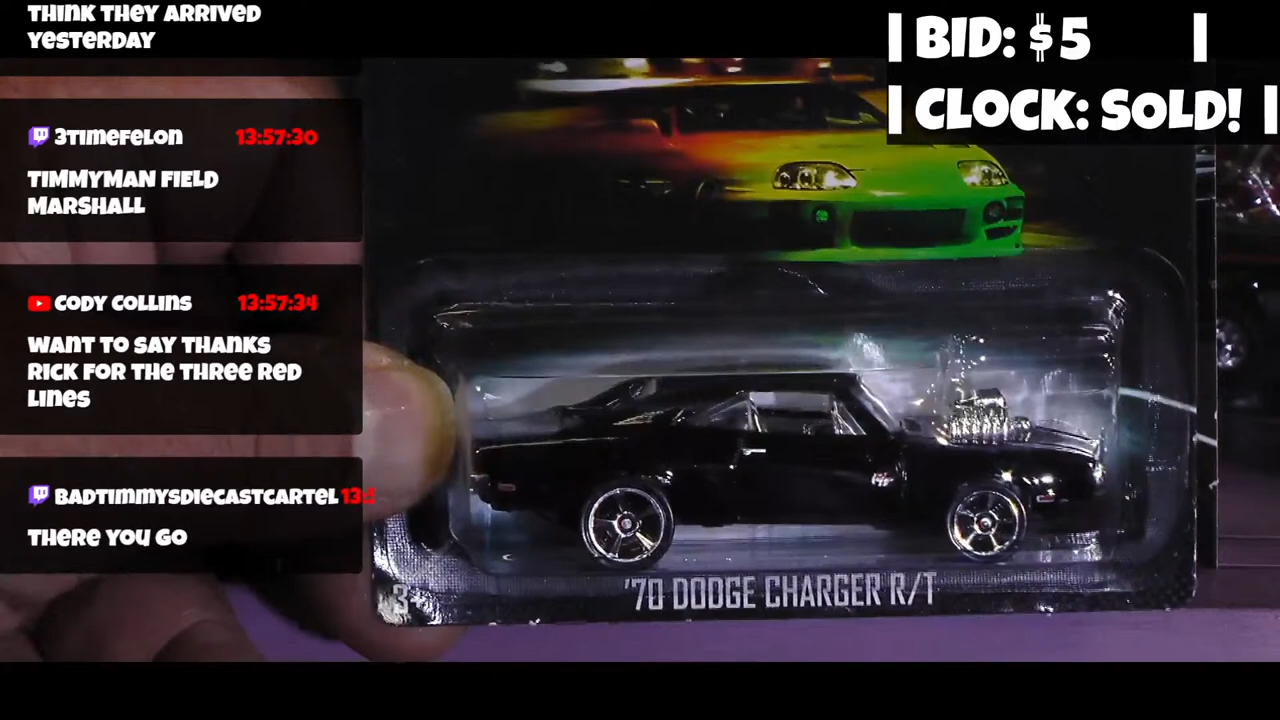 THINK THEY ARRIVED
YESTERDAY
3TIMEFELON 13:57:30
TIMMYMAN FIELD
MARSHALL
CODY COLLINS 13:57:34
WANT TO SAY THANKS
RICK FOR THE THREE RED
LINES
BADTIMMYSDIECASTCARTEL 13:
THERE YOU GO
| BID: $5 |
| CLOCK: SOLD! |
3+
'70 DODGE CHARGER R/T